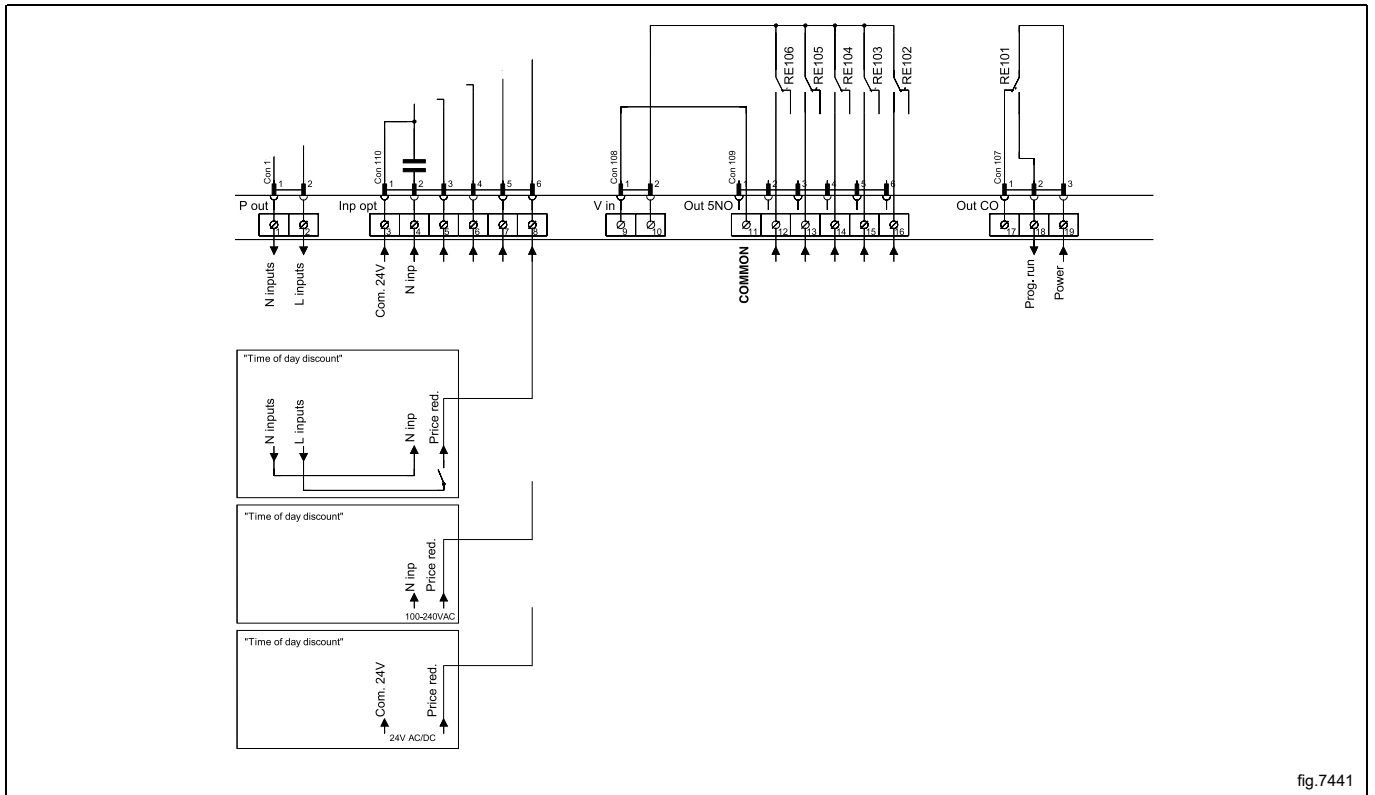 RE106
RE105
RE104
RE103
RE102
RE101
Con 1
1
2
Con 110
1
2
3
4
5
6
Con 108
1
2
Con 109
1
2
3
4
5
6
Con 107
1
2
3
P out
Inp opt
V in
Out 5NO
Out CO
1
2
3
4
5
6
7
8
9
10
11
12
13
14
15
16
17
18
19
N inputs
L inputs
Com. 24V
N inp
COMMON
Prog. run
Power
"Time of day discount"
N inputs
L inputs
N inp
Price red.
"Time of day discount"
N inp
Price red.
100-240VAC
"Time of day discount"
Com. 24V
Price red.
24V AC/DC
fig.7441